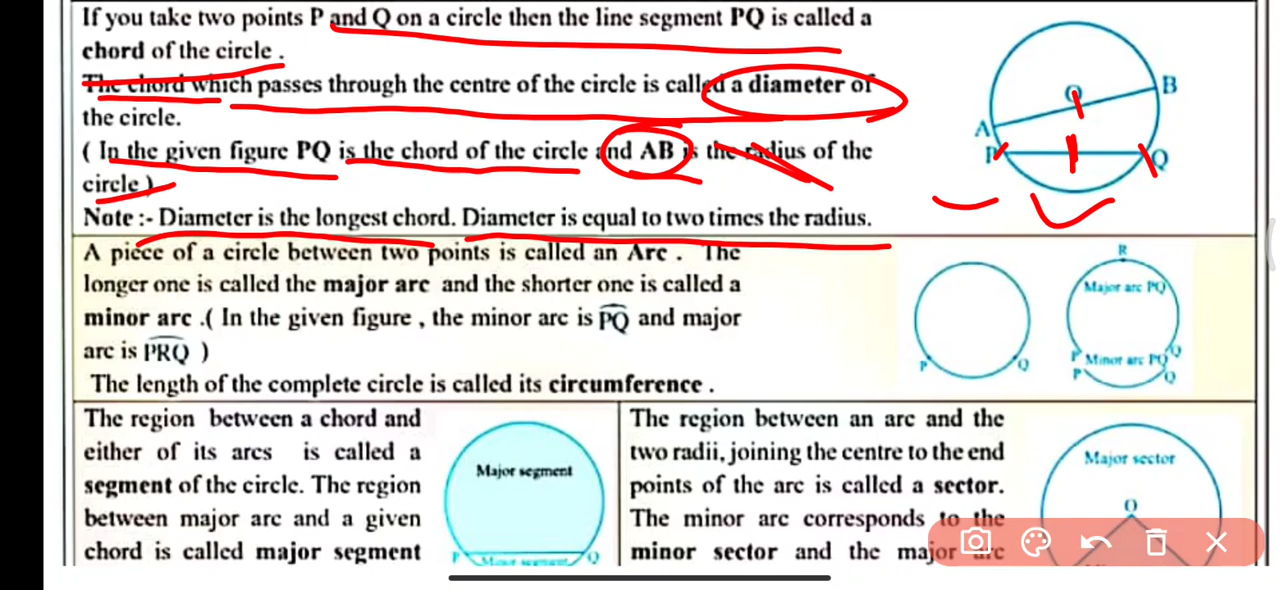 If you take two points P and Q on a circle then the line segment PQ is called a
chord of the circle .
The chord which passes through the centre of the circle is called a diameter of
the circle.
( In the given figure PQ is the chord of the circle and AB is the radius of the
circle )
Note :- Diameter is the longest chord. Diameter is equal to two times the radius.
O
B
A
P
Q
A piece of a circle between two points is called an Arc . The
longer one is called the major arc and the shorter one is called a
minor arc .( In the given figure , the minor arc is PQ and major
arc is PRQ )
The length of the complete circle is called its circumference .
P
Q
R
Major arc PQ
P
Q
Minor arc PQ
P
Q
The region between a chord and
either of its arcs is called a
segment of the circle. The region
between major arc and a given
chord is called major segment
Major segment
P
Minor segment
Q
The region between an arc and the
two radii, joining the centre to the end
points of the arc is called a sector.
The minor arc corresponds to the
minor sector and the major arc
Major sector
O